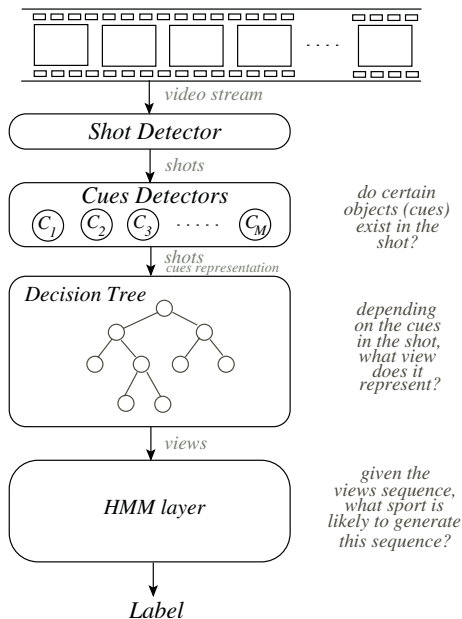 video stream
Shot Detector
shots
Cues Detectors
C1 C2 C3 ..... CM
do certain
objects (cues)
exist in the
shot?
shots
cues representation
Decision Tree
depending
on the cues
in the shot,
what view
does it
represent?
views
HMM layer
given the
views sequence,
what sport is
likely to generate
this sequence?
Label